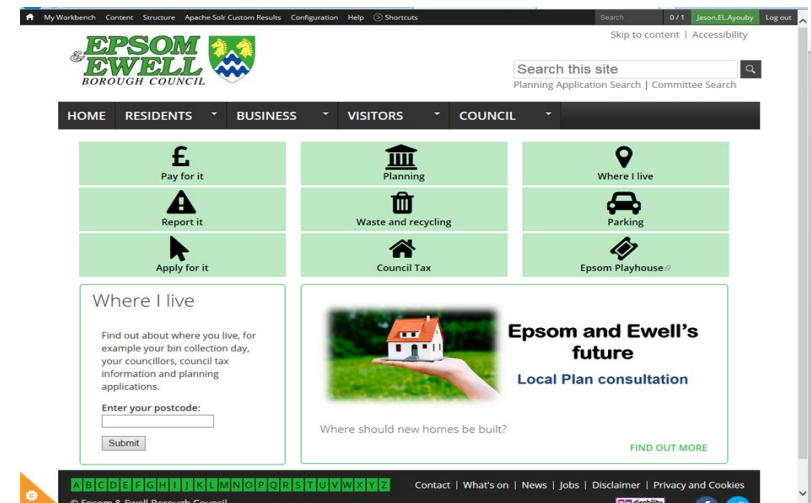 My Workbench Content Structure Apache Solr Custom Results Configuration Help Shortcuts Search 0 / 1 Jason.EL.Ayouby Log out
Skip to content | Accessibility
EPSOM
& EWELL
BOROUGH COUNCIL
Search this site
Planning Application Search | Committee Search
HOME RESIDENTS BUSINESS VISITORS COUNCIL
£
Pay for it Planning Where I live
Report it Waste and recycling Parking
Apply for it Council Tax Epsom Playhouse
Where I live
Find out about where you live, for
example your bin collection day,
your councillors, council tax
information and planning
applications.
Enter your postcode:
Submit
Epsom and Ewell's
future
Local Plan consultation
Where should new homes be built?
FIND OUT MORE
A B C D E F G H I J K L M N O P Q R S T U V W X Y Z Contact | What's on | News | Jobs | Disclaimer | Privacy and Cookies
© Epsom & Ewell Borough Council
disability